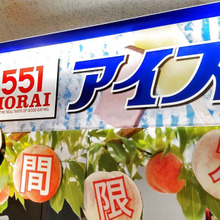 551
HORAI
THE REAL TASTE OF GOOD EATING.
アイス
間
限